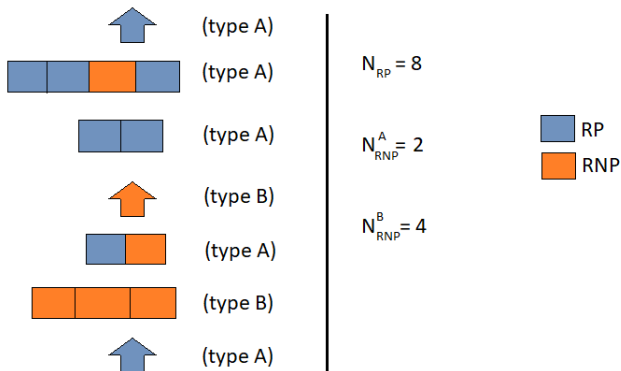 (type A)
(type A)
(type A)
(type B)
(type A)
(type B)
(type A)
N_RP = 8
N^A_RNP = 2
N^B_RNP = 4
RP
RNP